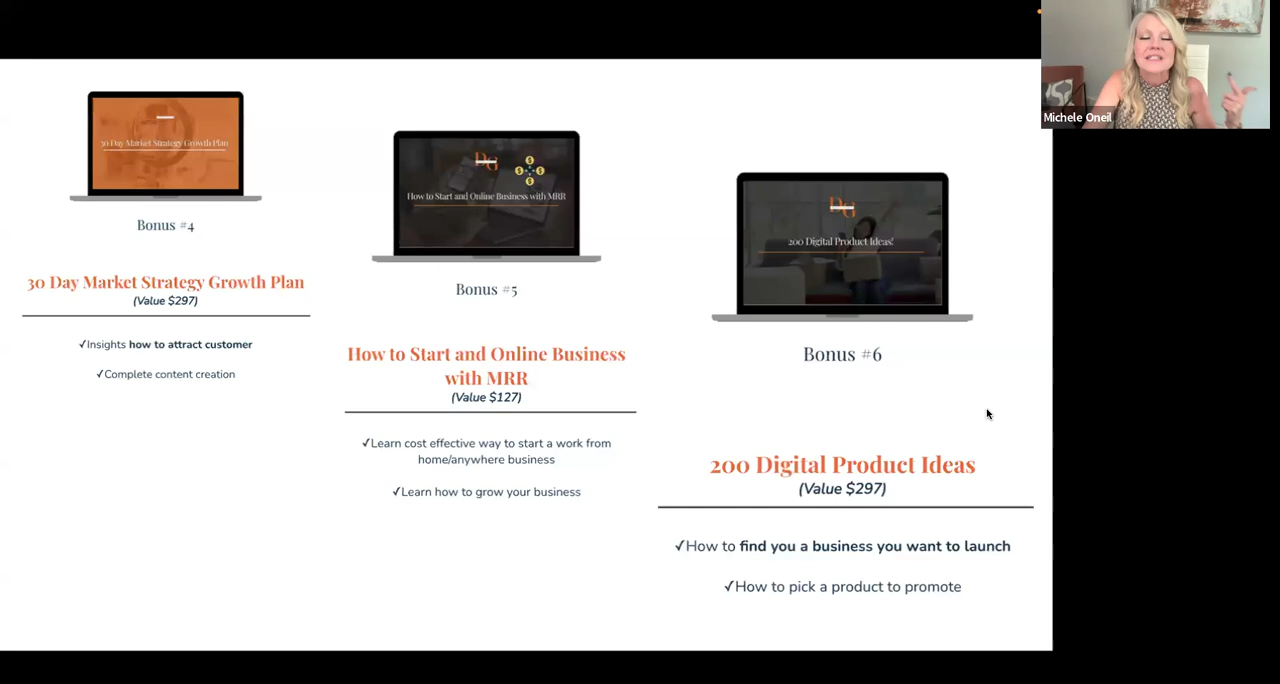 Michele Oneil
30 Day Market Strategy Growth Plan
Bonus #4
30 Day Market Strategy Growth Plan
(Value $297)
✓Insights how to attract customer
✓Complete content creation
DG
How to Start and Online Business with MRR
Bonus #5
How to Start and Online Business
with MRR
(Value $127)
✓Learn cost effective way to start a work from
home/anywhere business
✓Learn how to grow your business
DG
200 Digital Product Ideas!
Bonus #6
200 Digital Product Ideas
(Value $297)
✓How to find you a business you want to launch
✓How to pick a product to promote